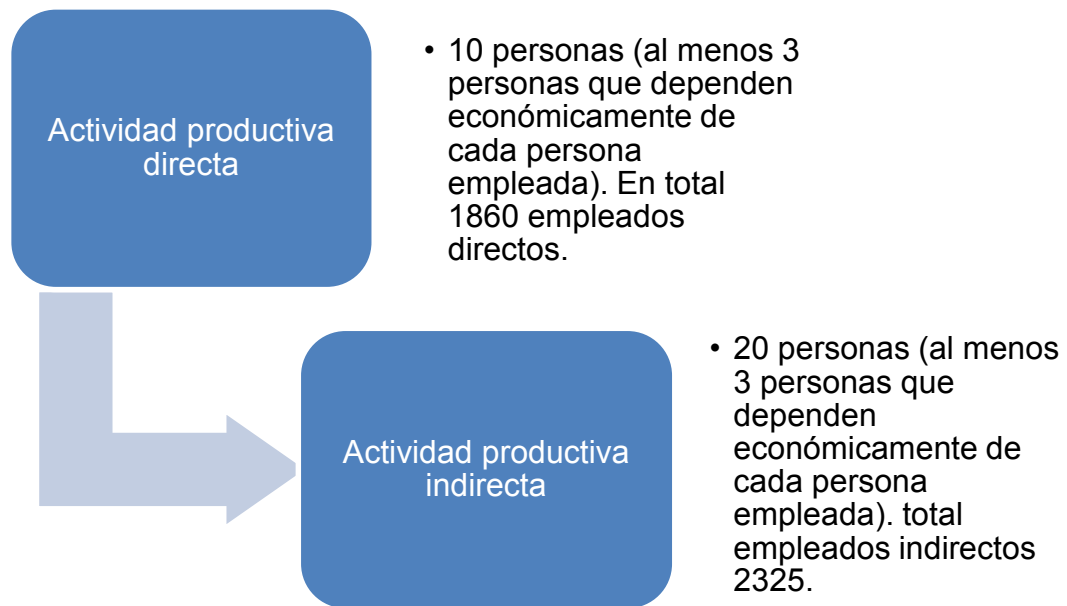 Actividad productiva
directa
• 10 personas (al menos 3
personas que dependen
económicamente de
cada persona
empleada). En total
1860 empleados
directos.
Actividad productiva
indirecta
• 20 personas (al menos
3 personas que
dependen
económicamente de
cada persona
empleada). total
empleados indirectos
2325.